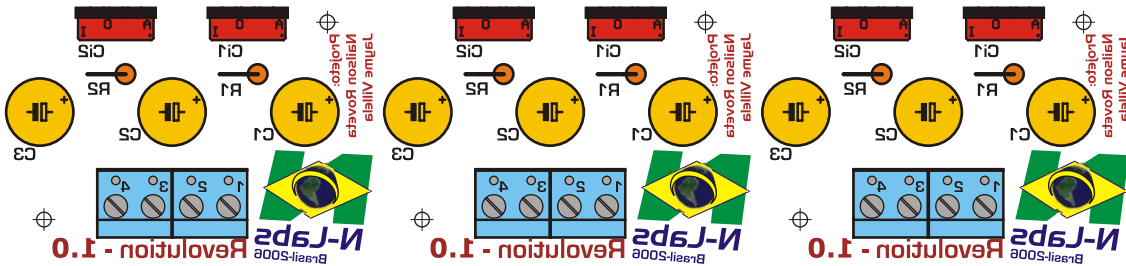 A O I
A O I
Ci1
Ci2
Projeto:
Nailison Roveta
Jayme Villela
R1
R2
+
+
+
C1
C2
C3
1 2 3 4
N-Labs
Brasil-2006
Revolution - 1.0
A O I
A O I
Ci1
Ci2
Projeto:
Nailison Roveta
Jayme Villela
R1
R2
+
+
+
C1
C2
C3
1 2 3 4
N-Labs
Brasil-2006
Revolution - 1.0
A O I
A O I
Ci1
Ci2
Projeto:
Nailison Roveta
Jayme Villela
R1
R2
+
+
+
C1
C2
C3
1 2 3 4
N-Labs
Brasil-2006
Revolution - 1.0